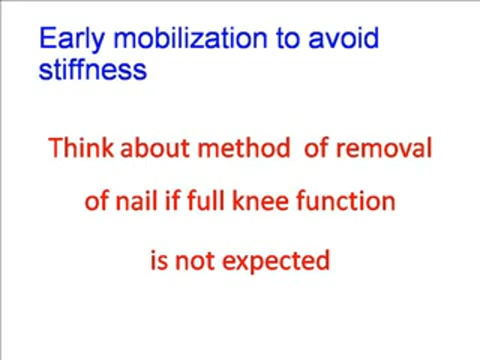 Early mobilization to avoid
stiffness
Think about method of removal
of nail if full knee function
is not expected